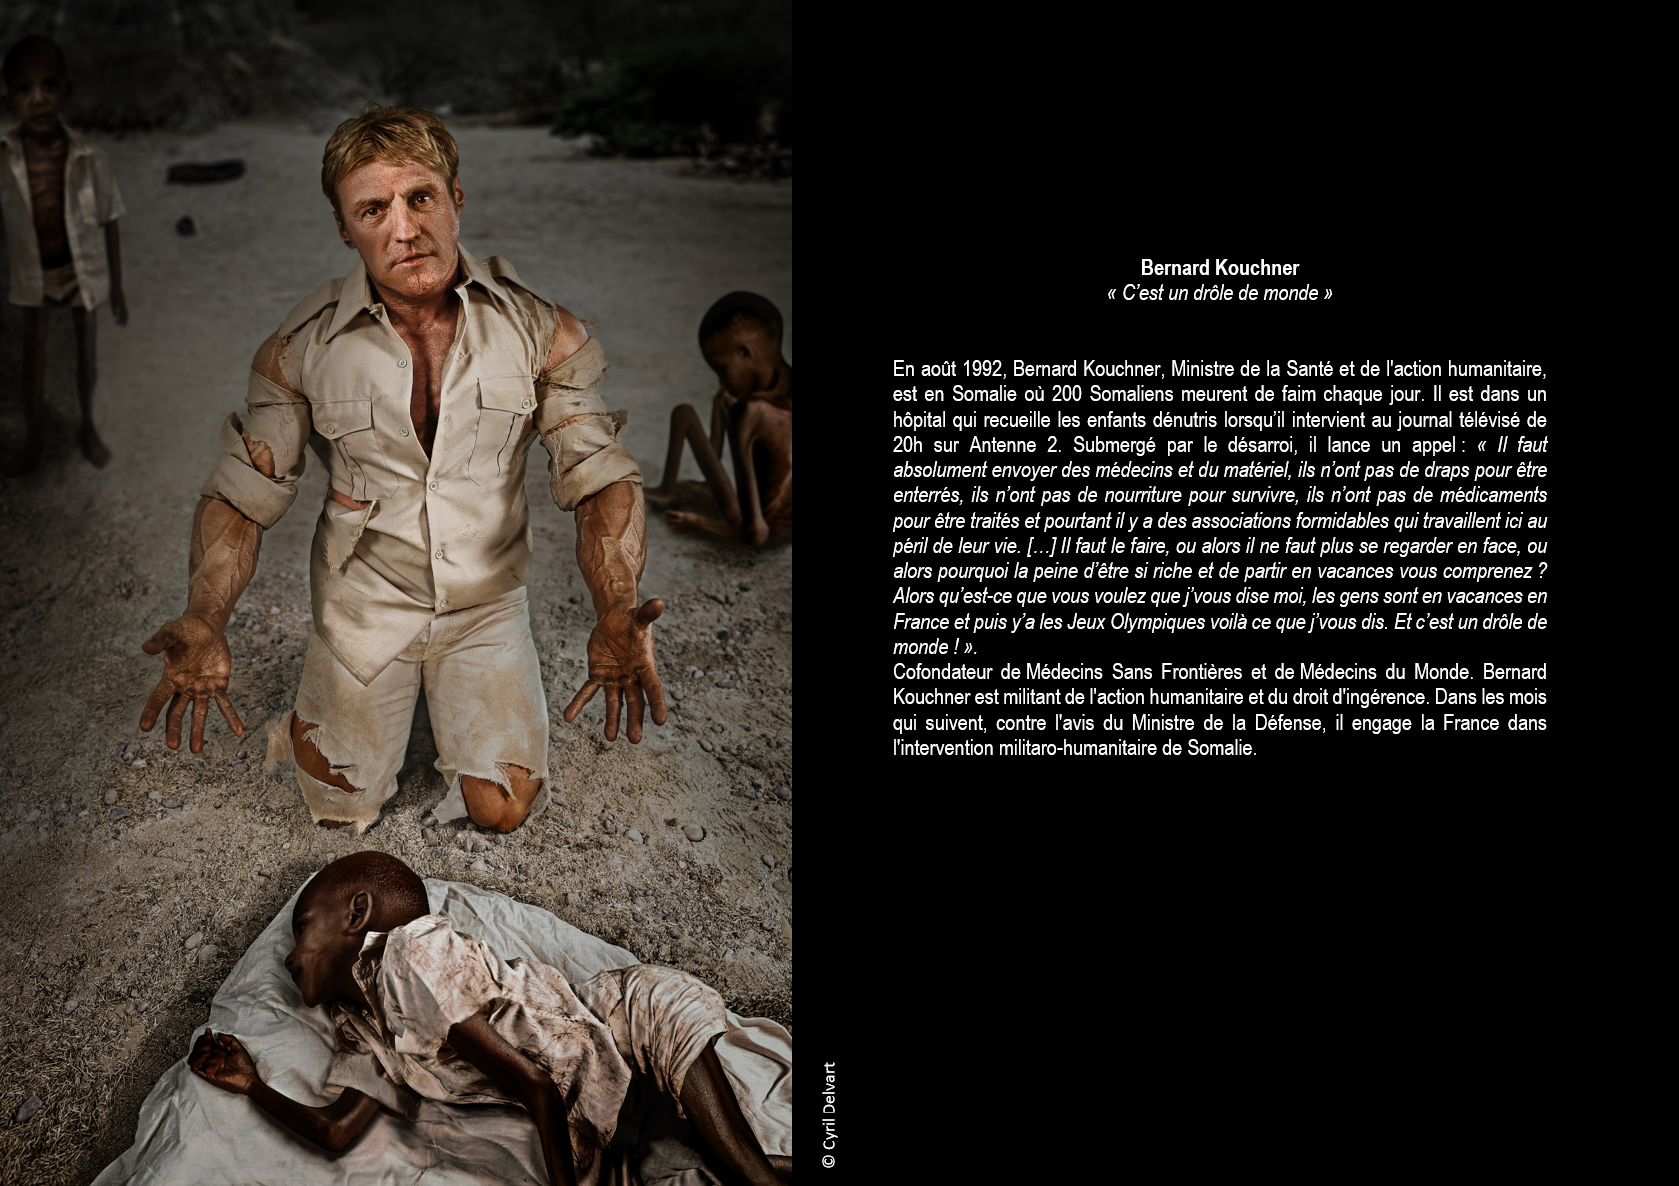 Bernard Kouchner
« C’est un drôle de monde »
En août 1992, Bernard Kouchner, Ministre de la Santé et de l'action humanitaire,
est en Somalie où 200 Somaliens meurent de faim chaque jour. Il est dans un
hôpital qui recueille les enfants dénutris lorsqu’il intervient au journal télévisé de
20h sur Antenne 2. Submergé par le désarroi, il lance un appel : « Il faut
absolument envoyer des médecins et du matériel, ils n’ont pas de draps pour être
enterrés, ils n’ont pas de nourriture pour survivre, ils n’ont pas de médicaments
pour être traités et pourtant il y a des associations formidables qui travaillent ici au
péril de leur vie. […] Il faut le faire, ou alors il ne faut plus se regarder en face, ou
alors pourquoi la peine d’être si riche et de partir en vacances vous comprenez ?
Alors qu’est-ce que vous voulez que j’vous dise moi, les gens sont en vacances en
France et puis y’a les Jeux Olympiques voilà ce que j’vous dis. Et c’est un drôle de
monde ! ».
Cofondateur de Médecins Sans Frontières et de Médecins du Monde. Bernard
Kouchner est militant de l'action humanitaire et du droit d'ingérence. Dans les mois
qui suivent, contre l'avis du Ministre de la Défense, il engage la France dans
l'intervention militaro-humanitaire de Somalie.
© Cyril Delvart